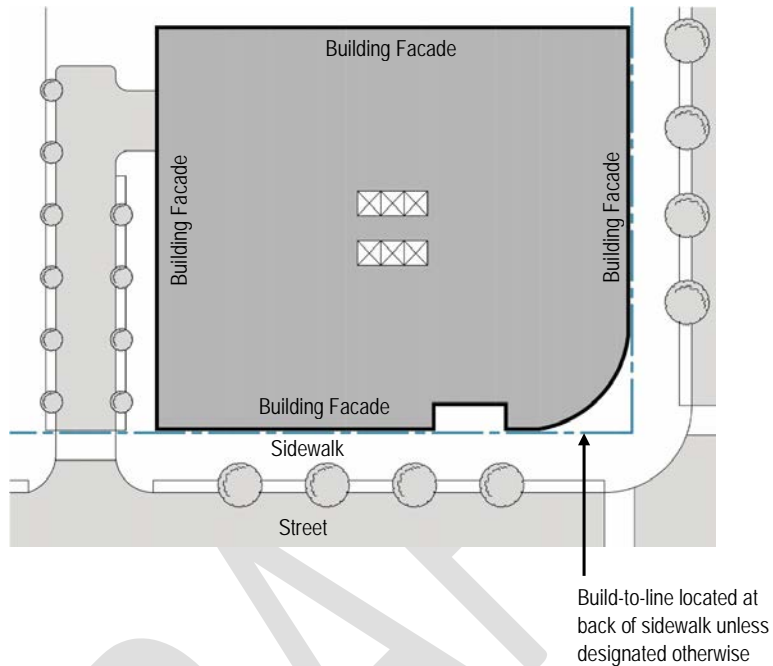 Building Facade
Building Facade
Building Facade
Building Facade
Sidewalk
Street
Build-to-line located at
back of sidewalk unless
designated otherwise